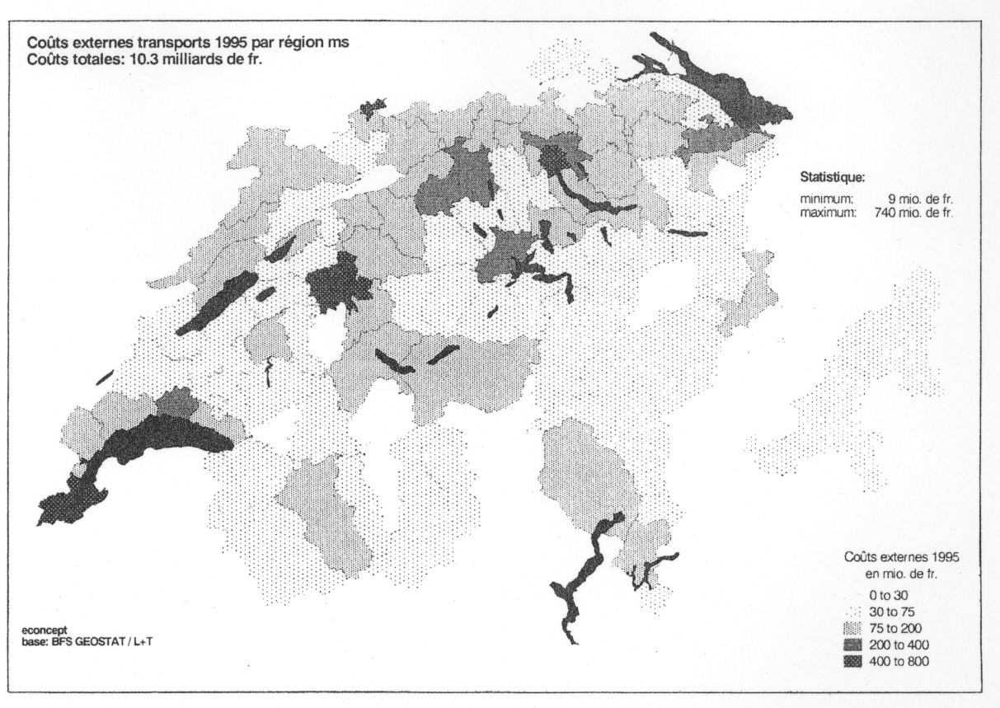 Coûts externes transports 1995 par région ms
Coûts totales: 10.3 milliards de fr.
Statistique:
minimum: 9 mio. de fr.
maximum: 740 mio. de fr.
Coûts externes 1995
en mio. de fr.
0 to 30
30 to 75
75 to 200
200 to 400
400 to 800
econcept
base: BFS GEOSTAT / L+T